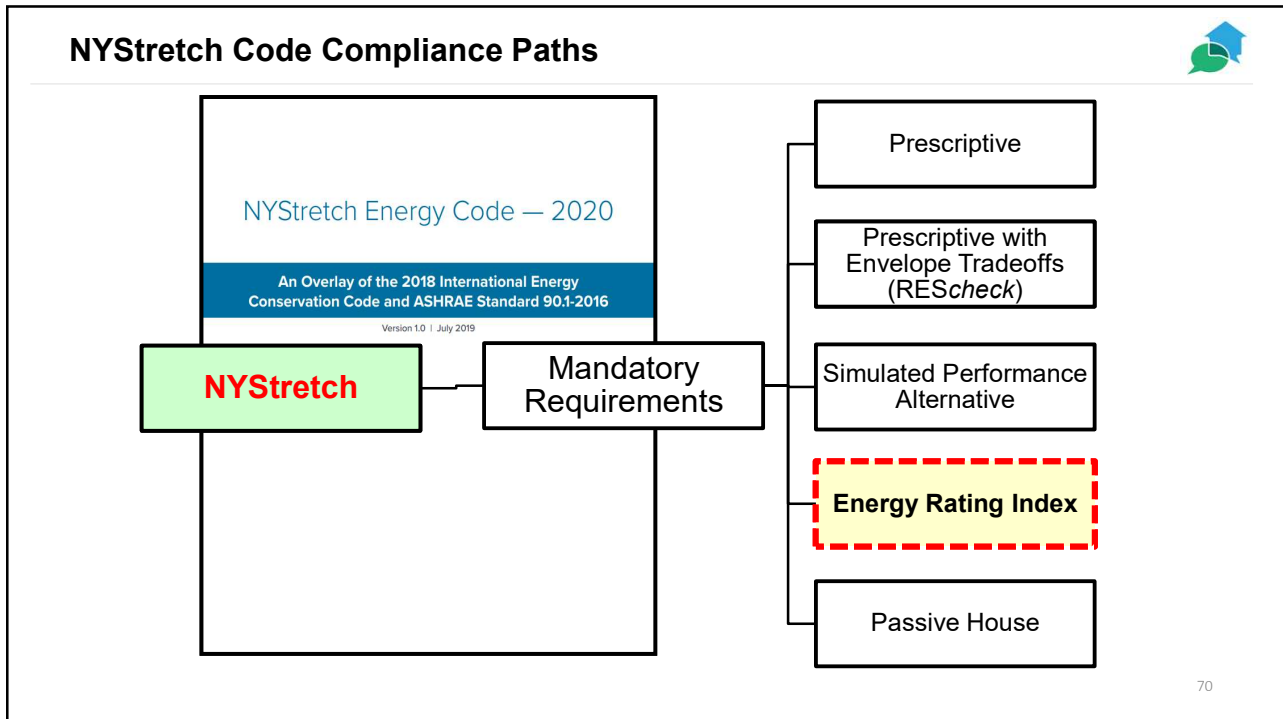 NYStretch Code Compliance Paths
NYStretch Energy Code — 2020
An Overlay of the 2018 International Energy
Conservation Code and ASHRAE Standard 90.1-2016
Version 1.0 | July 2019
NYStretch
Mandatory
Requirements
Prescriptive
Prescriptive with
Envelope Tradeoffs
(REScheck)
Simulated Performance
Alternative
Energy Rating Index
Passive House
70